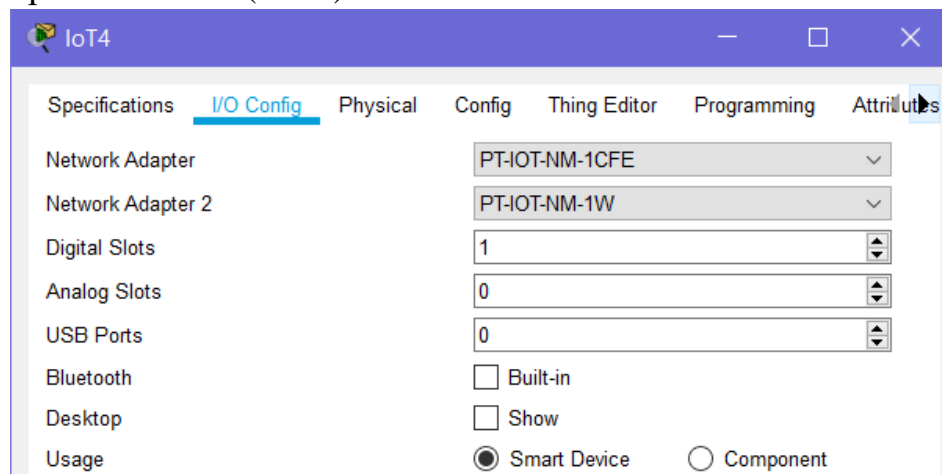 IoT4
Specifications I/O Config Physical Config Thing Editor Programming Attributes
Network Adapter PT-IOT-NM-1CFE
Network Adapter 2 PT-IOT-NM-1W
Digital Slots 1
Analog Slots 0
USB Ports 0
Bluetooth Built-in
Desktop Show
Usage Smart Device Component